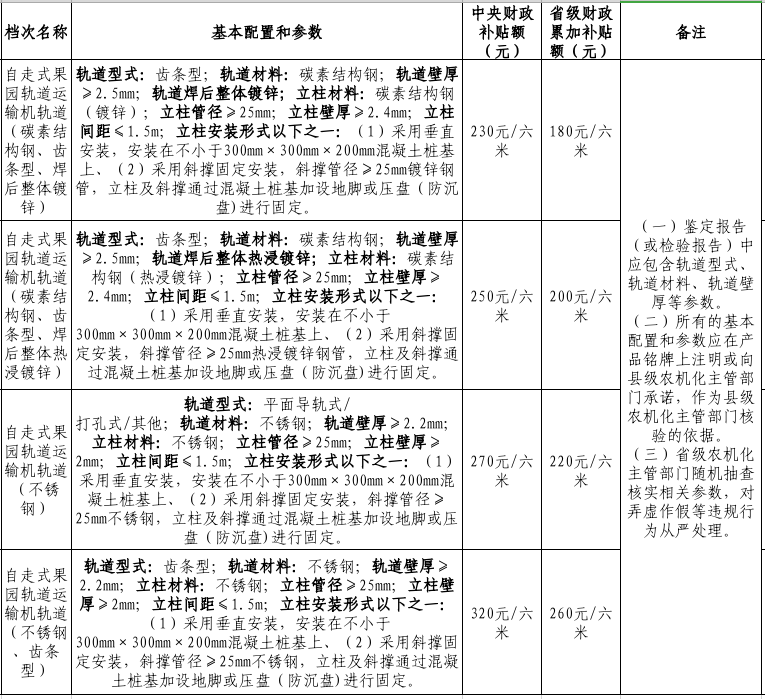 档次名称
基本配置和参数
中央财政
补贴额
（元）
省级财政
累加补贴
额（元）
备注
自走式果
园轨道运
输机轨道
（碳素结
构钢、齿
条型、焊
后整体镀
锌）
轨道型式：齿条型；轨道材料：碳素结构钢；轨道壁厚
≥2.5mm；轨道焊后整体镀锌；立柱材料：碳素结构钢
（镀锌）；立柱管径≥25mm；立柱壁厚≥2.4mm；立柱
间距≤1.5m；立柱安装形式以下之一：（1）采用垂直
安装，安装在不小于300mm×300mm×200mm混凝土桩基
上、（2）采用斜撑固定安装，斜撑管径≥25mm镀锌钢
管，立柱及斜撑通过混凝土桩基加设地脚或压盘（防沉
盘)进行固定。
230元/六
米
180元/六
米
自走式果
园轨道运
输机轨道
（碳素结
构钢、齿
条型、焊
后整体热
浸镀锌）
轨道型式：齿条型；轨道材料：碳素结构钢；轨道壁厚
≥2.5mm；轨道焊后整体热浸镀锌；立柱材料：碳素结
构钢（热浸镀锌）；立柱管径≥25mm；立柱壁厚≥
2.4mm；立柱间距≤1.5m；立柱安装形式以下之一：
（1）采用垂直安装，安装在不小于
300mm×300mm×200mm混凝土桩基上、（2）采用斜撑固
定安装，斜撑管径≥25mm热浸镀锌钢管，立柱及斜撑通
过混凝土桩基加设地脚或压盘（防沉盘)进行固定。
250元/六
米
200元/六
米
自走式果
园轨道运
输机轨道
（不锈
钢）
轨道型式：平面导轨式/
打孔式/其他；轨道材料：不锈钢；轨道壁厚≥2.2mm；
立柱材料：不锈钢；立柱管径≥25mm；立柱壁厚≥
2mm；立柱间距≤1.5m；立柱安装形式以下之一：（1）
采用垂直安装，安装在不小于300mm×300mm×200mm混
凝土桩基上、（2）采用斜撑固定安装，斜撑管径≥
25mm不锈钢，立柱及斜撑通过混凝土桩基加设地脚或压
盘（防沉盘)进行固定。
270元/六
米
220元/六
米
自走式果
园轨道运
输机轨道
（不锈钢
、齿条
型）
轨道型式：齿条型；轨道材料：不锈钢；轨道壁厚≥
2.2mm；立柱材料：不锈钢；立柱管径≥25mm；立柱壁
厚≥2mm；立柱间距≤1.5m；立柱安装形式以下之一：
（1）采用垂直安装，安装在不小于
300mm×300mm×200mm混凝土桩基上、（2）采用斜撑固
定安装，斜撑管径≥25mm不锈钢，立柱及斜撑通过混凝
土桩基加设地脚或压盘（防沉盘)进行固定。
320元/六
米
260元/六
米
（一）鉴定报告
（或检验报告）中
应包含轨道型式、
轨道材料、轨道壁
厚等参数。
（二）所有的基本
配置和参数应在产
品铭牌上注明或向
县级农机化主管部
门承诺，作为县级
农机化主管部门核
验的依据。
（三）省级农机化
主管部门随机抽查
核实相关参数，对
弄虚作假等违规行
为从严处理。